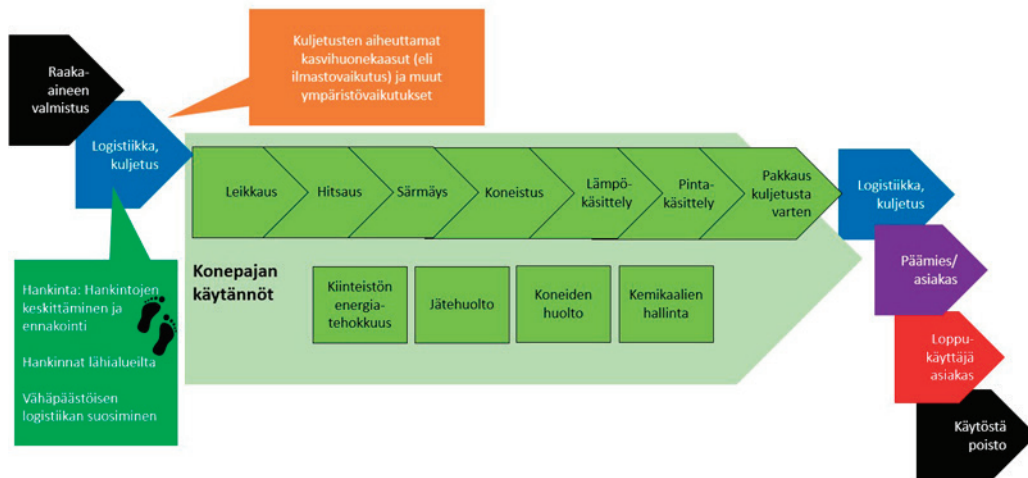 Raaka-
aineen
valmistus
Logistiikka,
kuljetus
Kuljetusten aiheuttamat
kasvihuonekaasut (eli
ilmastovaikutus) ja muut
ympäristövaikutukset
Leikkaus
Hitsaus
Särmäys
Koneistus
Lämpö-
käsittely
Pinta-
käsittely
Pakkaus
kuljetusta
varten
Logistiikka,
kuljetus
Päämies/
asiakas
Loppu-
käyttäjä
asiakas
Käytöstä
poisto
Konepajan
käytännöt
Kiinteistön
energia-
tehokkuus
Jätehuolto
Koneiden
huolto
Kemikaalien
hallinta
Hankinta: Hankintojen
keskittäminen ja
ennakointi
Hankinnat lähialueilta
Vähäpäästöisen
logistiikan suosiminen